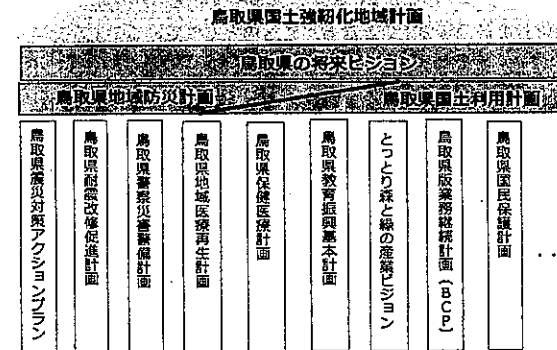 鳥取県国土強靭化地域計画
鳥取県の将来ビジョン
鳥取県地域防災計画
鳥取県国土利用計画
鳥取県震災対策アクションプラン
鳥取県耐震改修促進計画
鳥取県警察災害警備計画
鳥取県地域医療再生計画
鳥取県保健医療計画
鳥取県教育振興基本計画
とっとり森と緑の産業ビジョン
鳥取県版業務継続計画(BCP)
鳥取県国民保護計画
・・